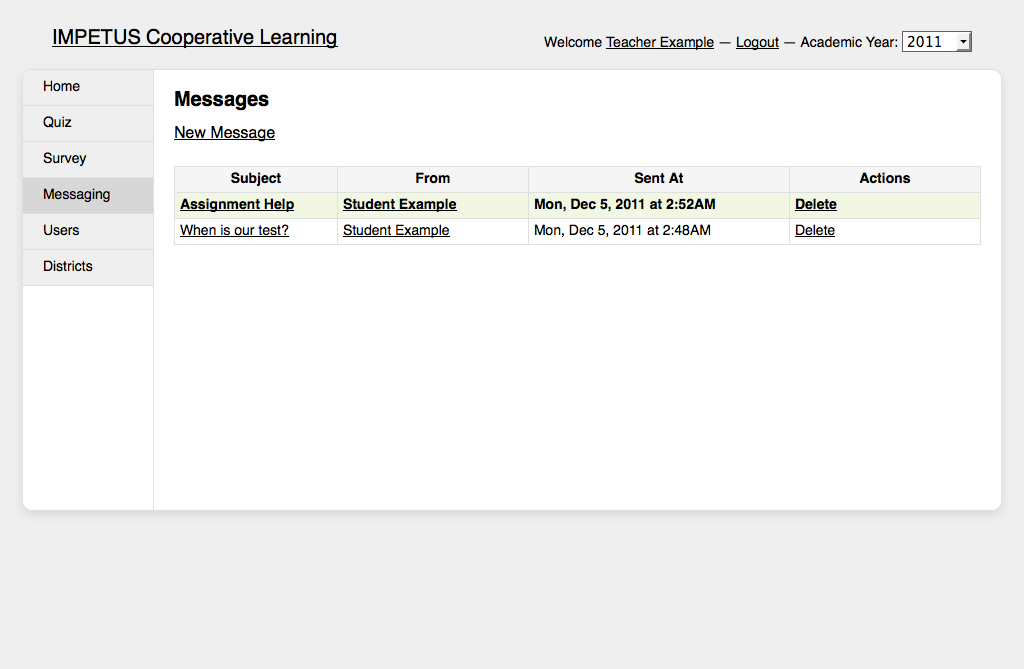 IMPETUS Cooperative Learning
Welcome Teacher Example — Logout — Academic Year: 2011
Home
Quiz
Survey
Messaging
Users
Districts
Messages
New Message
Subject From Sent At Actions
Assignment Help Student Example Mon, Dec 5, 2011 at 2:52AM Delete
When is our test? Student Example Mon, Dec 5, 2011 at 2:48AM Delete